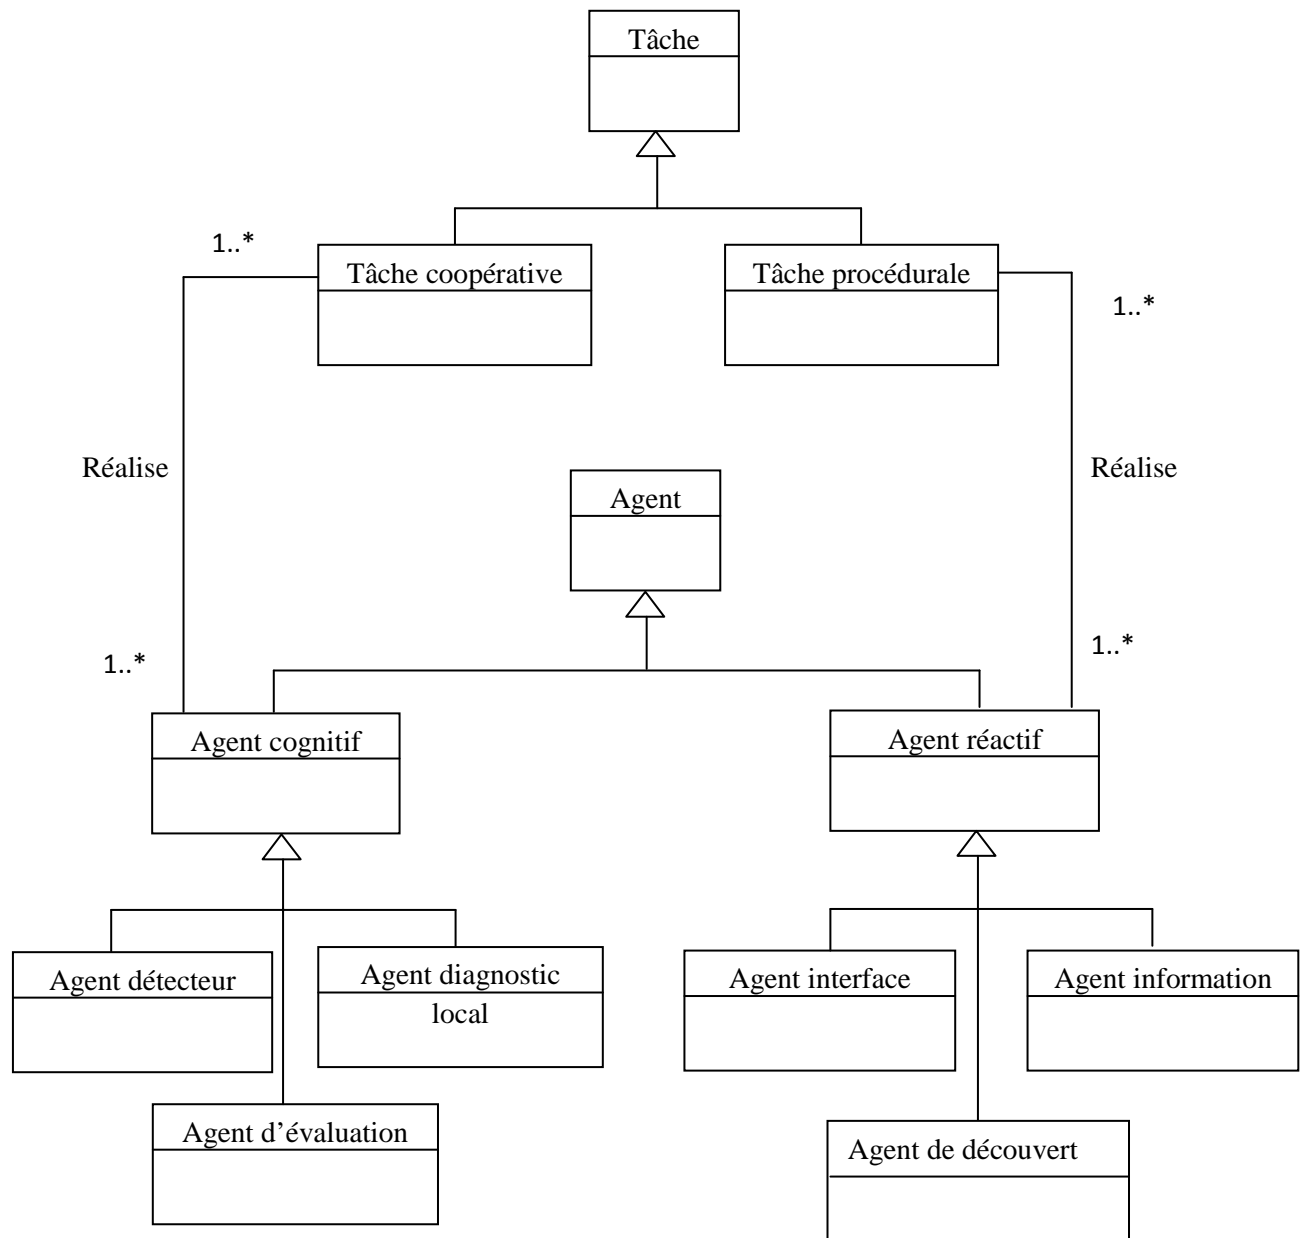 Tâche
1..*
Tâche coopérative
Tâche procédurale
1..*
Réalise
Réalise
Agent
1..*
1..*
Agent cognitif
Agent réactif
Agent détecteur
Agent diagnostic
local
Agent interface
Agent information
Agent d’évaluation
Agent de découvert